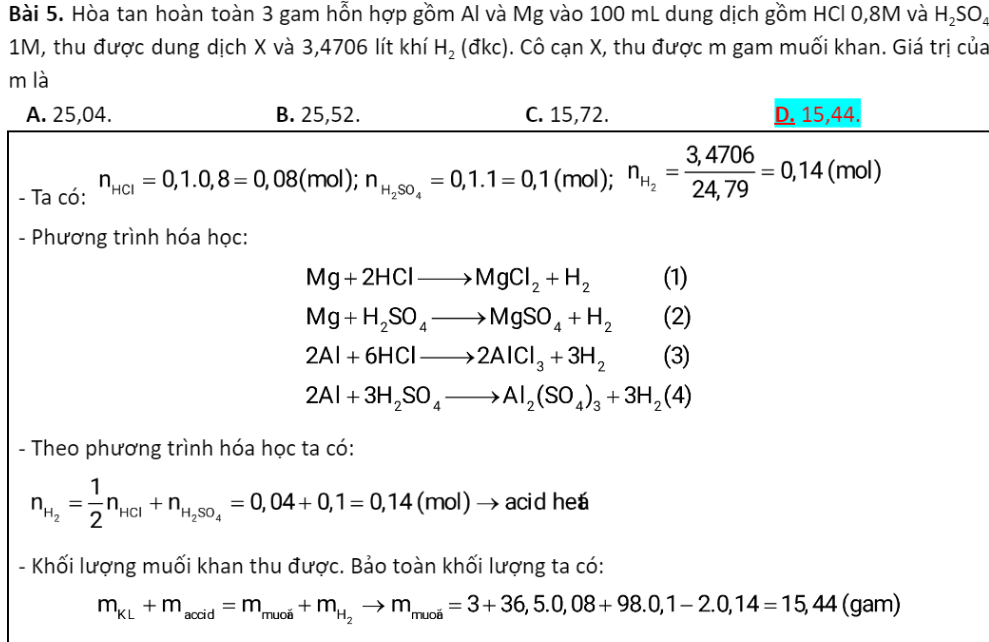 Bài 5. Hòa tan hoàn toàn 3 gam hỗn hợp gồm Al và Mg vào 100 mL dung dịch gồm HCl 0,8M và H₂SO₄
1M, thu được dung dịch X và 3,4706 lít khí H₂ (đkc). Cô cạn X, thu được m gam muối khan. Giá trị của
m là
A. 25,04. B. 25,52. C. 15,72. D. 15,44.
- Ta có: n_HCl = 0,1.0,8 = 0,08(mol); n_H₂SO₄ = 0,1.1 = 0,1(mol); n_H₂ = 3,4706/24,79 = 0,14(mol)
- Phương trình hóa học:
Mg + 2HCl ⟶ MgCl₂ + H₂ (1)
Mg + H₂SO₄ ⟶ MgSO₄ + H₂ (2)
2Al + 6HCl ⟶ 2AlCl₃ + 3H₂ (3)
2Al + 3H₂SO₄ ⟶ Al₂(SO₄)₃ + 3H₂(4)
- Theo phương trình hóa học ta có:
n_H₂ = 1/2 n_HCl + n_H₂SO₄ = 0,04 + 0,1 = 0,14(mol) → acid heá
- Khối lượng muối khan thu được. Bảo toàn khối lượng ta có:
m_KL + m_accid = m_muoá + m_H₂ → m_muoá = 3 + 36,5.0,08 + 98.0,1 − 2.0,14 = 15,44(gam)